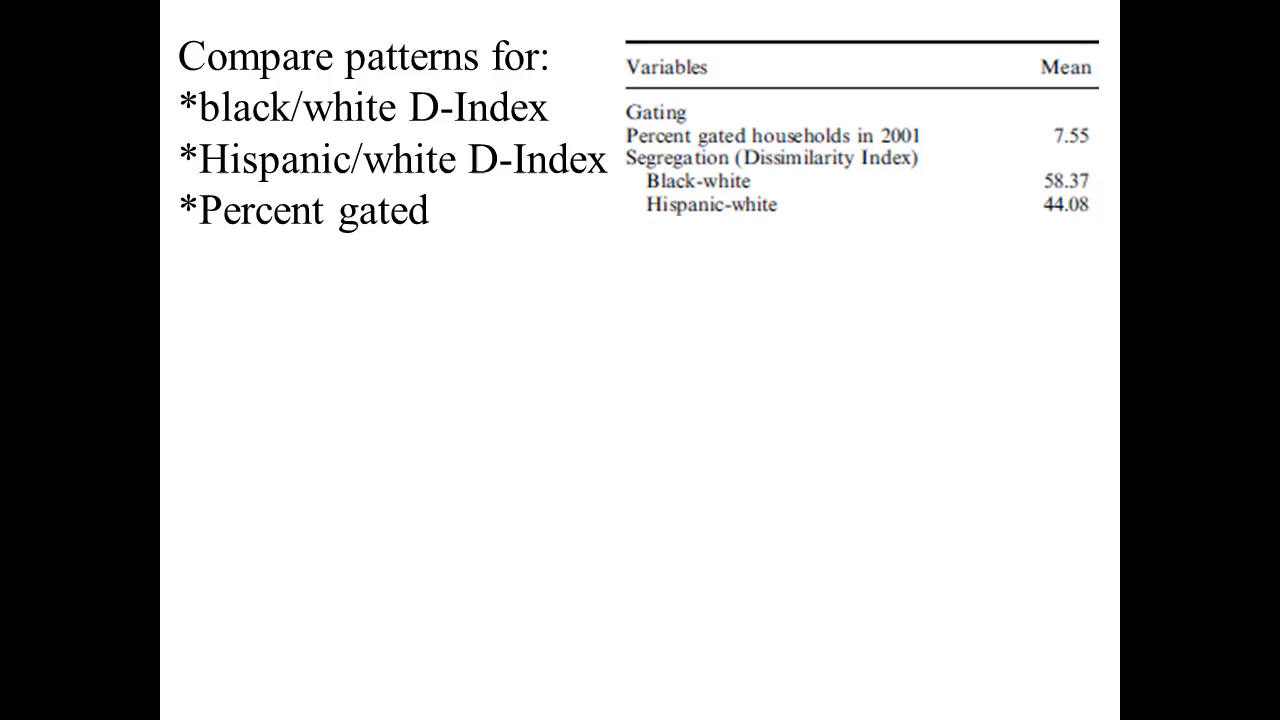 Compare patterns for:
*black/white D-Index
*Hispanic/white D-Index
*Percent gated
Variables Mean
Gating
Percent gated households in 2001 7.55
Segregation (Dissimilarity Index)
Black-white 58.37
Hispanic-white 44.08